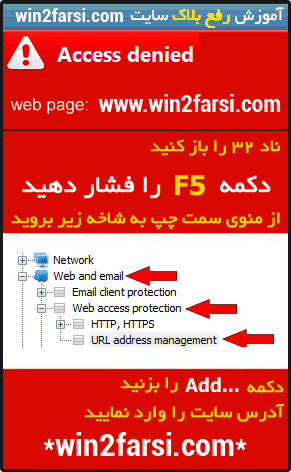 آموزش رفع بلاک سایت win2farsi.com
Access denied
web page: www.win2farsi.com
ناد ۳۲ را باز کنید
دکمه F5 را فشار دهید
از منوی سمت چپ به شاخه زیر بروید
Network
Web and email
Email client protection
Web access protection
HTTP, HTTPS
URL address management
دکمه Add... را بزنید
آدرس سایت را وارد نمایید
*win2farsi.com*